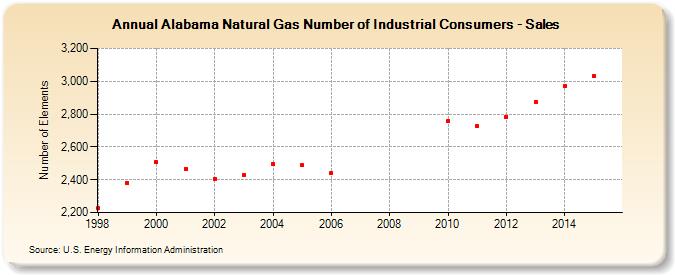 Annual Alabama Natural Gas Number of Industrial Consumers - Sales
Number of Elements
3,200
3,000
2,800
2,600
2,400
2,200
1998 2000 2002 2004 2006 2008 2010 2012 2014
Source: U.S. Energy Information Administration